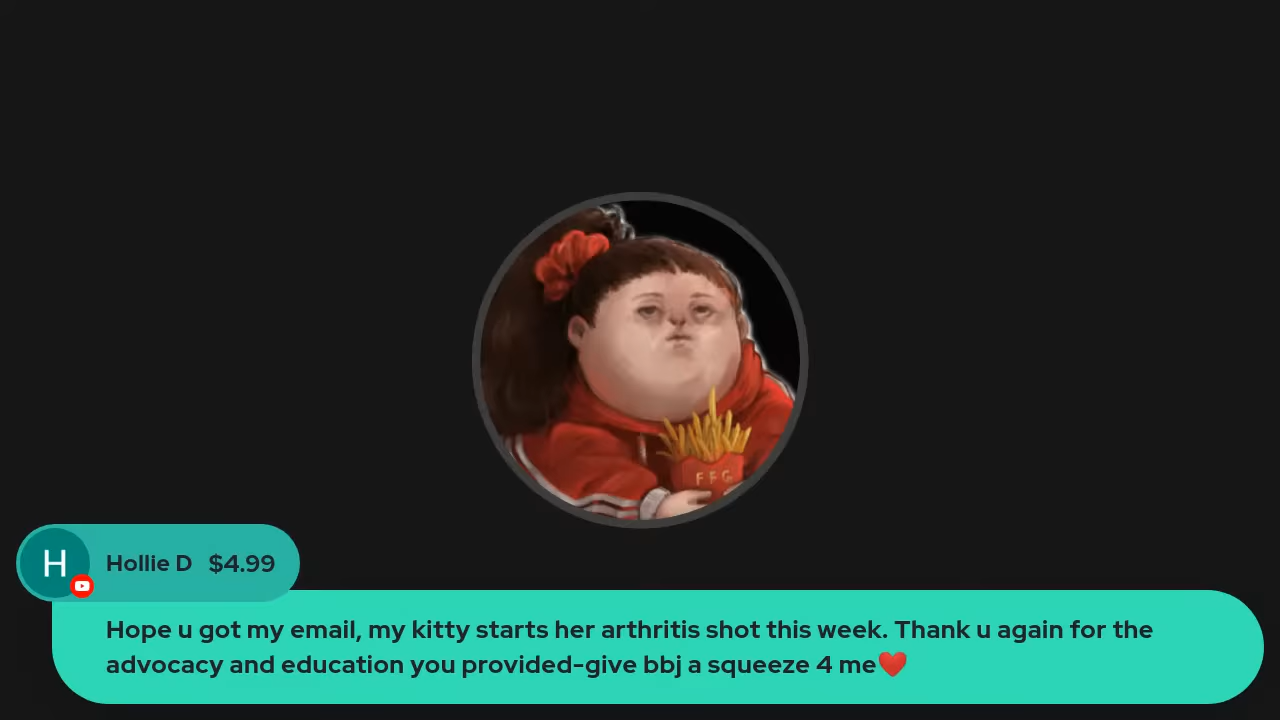 FFG
H
Hollie D $4.99
Hope u got my email, my kitty starts her arthritis shot this week. Thank u again for the
advocacy and education you provided-give bbj a squeeze 4 me❤️